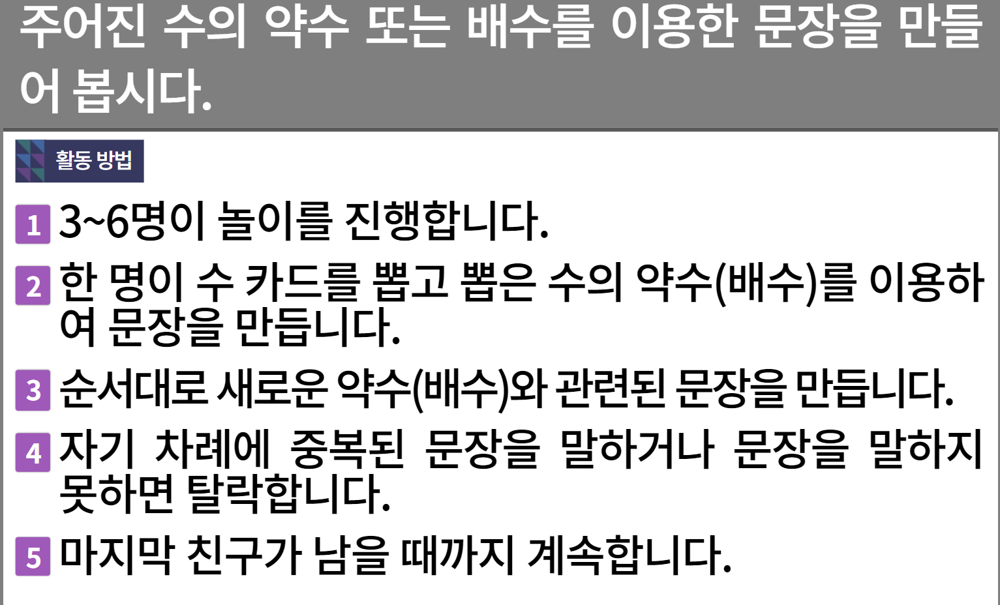 주어진 수의 약수 또는 배수를 이용한 문장을 만들
어 봅시다.
활동 방법
1 3~6명이 놀이를 진행합니다.
2 한 명이 수 카드를 뽑고 뽑은 수의 약수(배수)를 이용하
여 문장을 만듭니다.
3 순서대로 새로운 약수(배수)와 관련된 문장을 만듭니다.
4 자기 차례에 중복된 문장을 말하거나 문장을 말하지
못하면 탈락합니다.
5 마지막 친구가 남을 때까지 계속합니다.